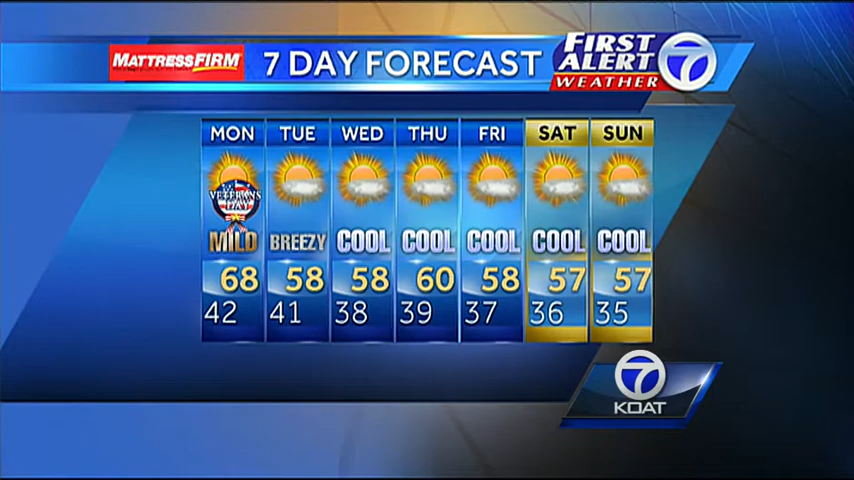 MATTRESSFIRM 7 DAY FORECAST FIRST ALERT WEATHER 7
MON TUE WED THU FRI SAT SUN
VETERANS DAY
MILD BREEZY COOL COOL COOL COOL COOL
68 58 58 60 58 57 57
42 41 38 39 37 36 35
7
KOAT